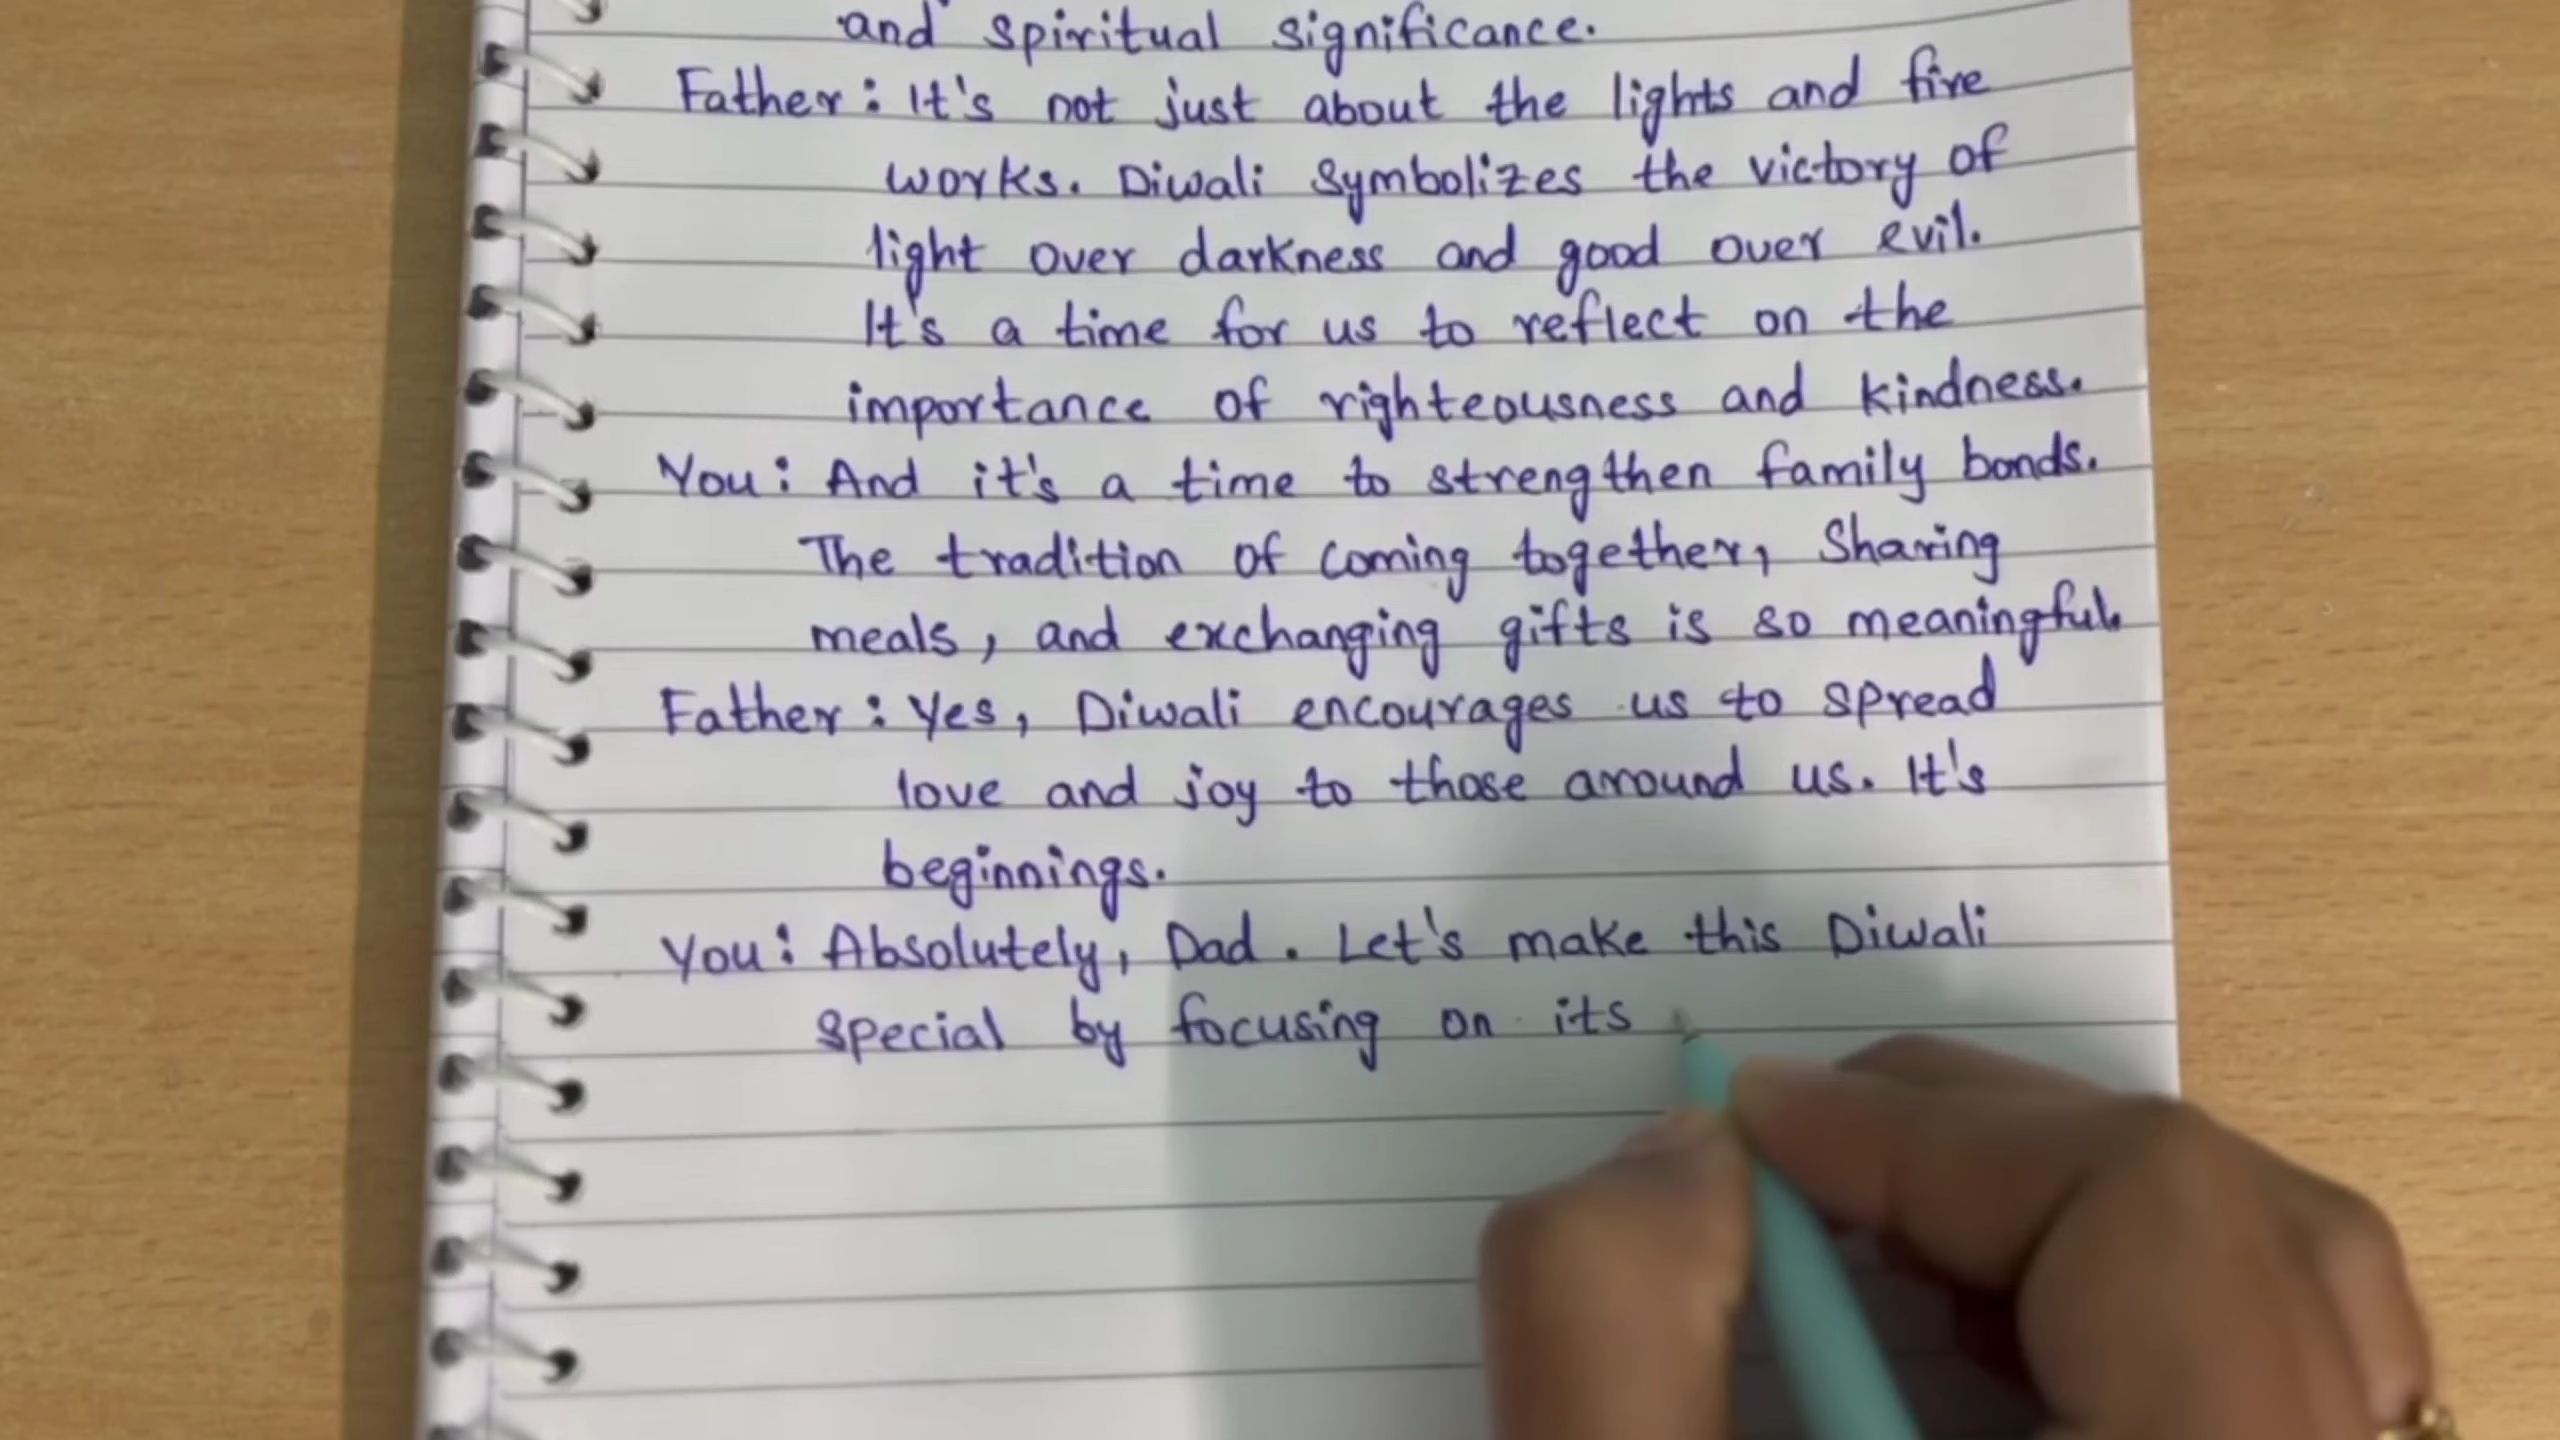 and spiritual significance.
Father: It's not just about the lights and fire
works. Diwali symbolizes the victory of
light over darkness and good over evil.
It's a time for us to reflect on the
importance of righteousness and kindness.
You: And it's a time to strengthen family bonds.
The tradition of coming together, Sharing
meals, and exchanging gifts is so meaningful.
Father: Yes, Diwali encourages us to spread
love and joy to those around us. It's
beginnings.
You: Absolutely, Dad. Let's make this Diwali
special by focusing on its